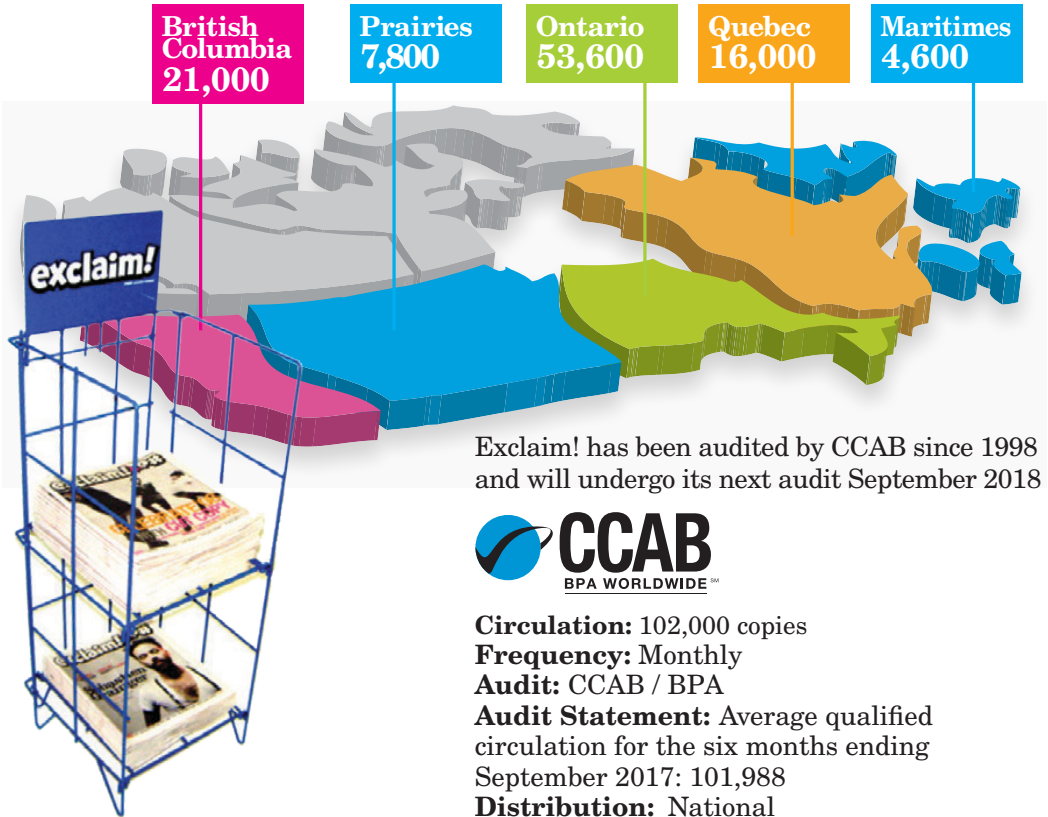 British
Columbia
21,000
Prairies
7,800
Ontario
53,600
Quebec
16,000
Maritimes
4,600
exclaim!
Exclaim! has been audited by CCAB since 1998
and will undergo its next audit September 2018
CCAB
BPA WORLDWIDE℠
Circulation: 102,000 copies
Frequency: Monthly
Audit: CCAB / BPA
Audit Statement: Average qualified
circulation for the six months ending
September 2017: 101,988
Distribution: National
CUT COPY